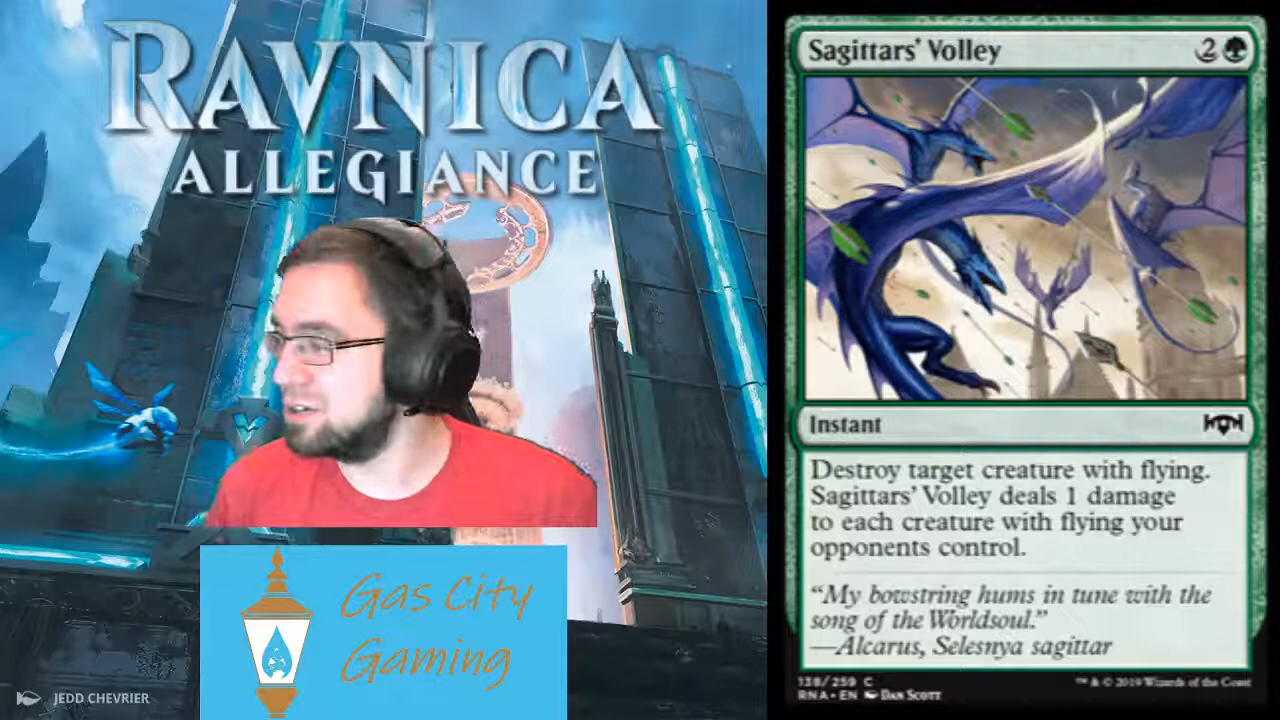 RAVNICA
ALLEGIANCE
Gas City
Gaming
JEDD CHEVRIER
Sagittars' Volley
2
Instant
Destroy target creature with flying.
Sagittars' Volley deals 1 damage
to each creature with flying your
opponents control.
“My bowstring hums in tune with the
song of the Worldsoul.”
—Alcarus, Selesnya sagittar
138/259 C
RNA • EN DAN SCOTT
™ & © 2019 Wizards of the Coast